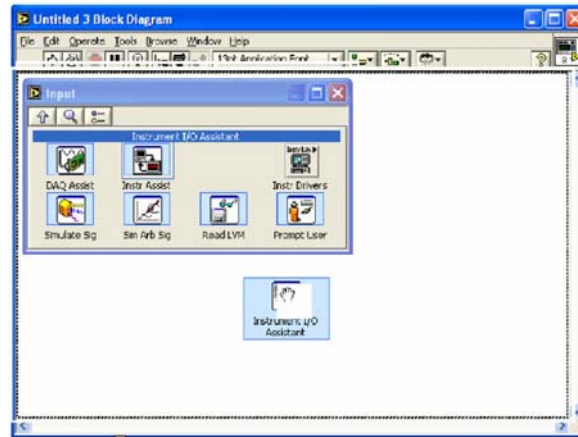 Untitled 3 Block Diagram
File Edit Operate Tools Browse Window Help
13pt Application Font
Input
Instrument I/O Assistant
DAQ Assist Instr Assist Instr Drivers
Simulate Sig Sim Arb Sig Read LVM Prompt User
Instrument I/O
Assistant